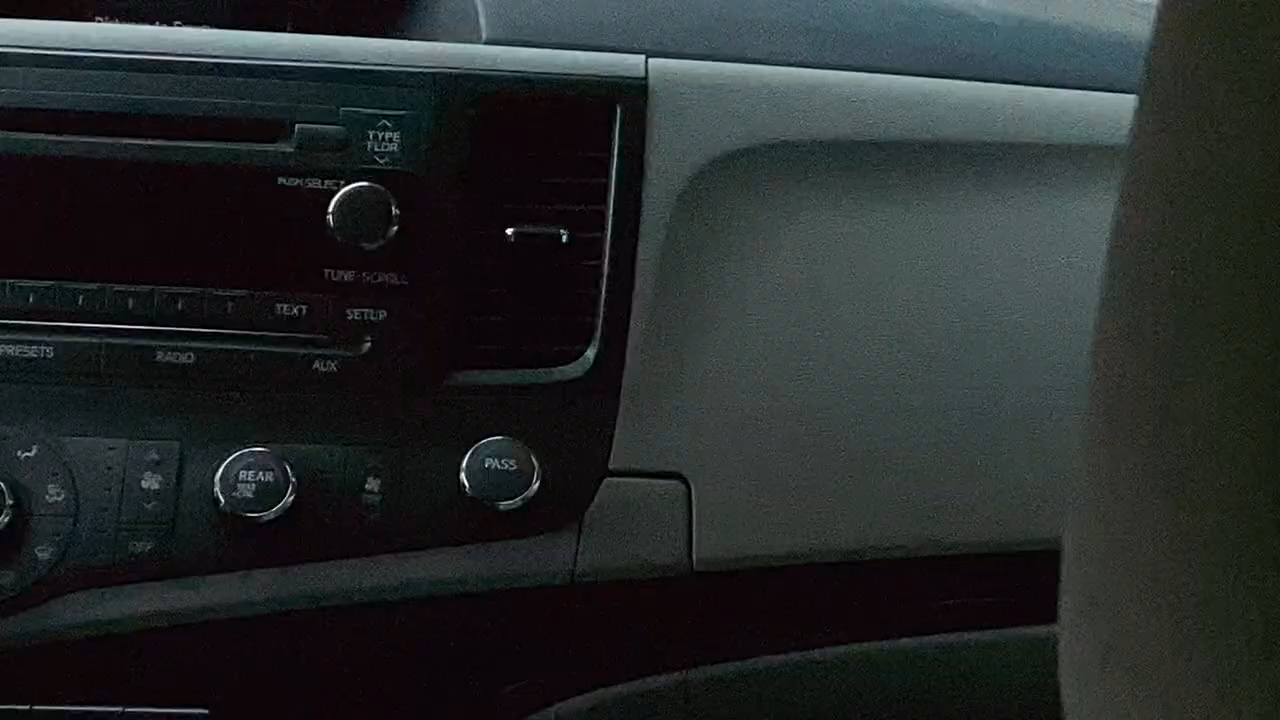 TYPE
FLDR
PUSH SELECT
TUNE·SCROLL
TEXT
SETUP
PRESETS
RADIO
AUX
REAR
PASS